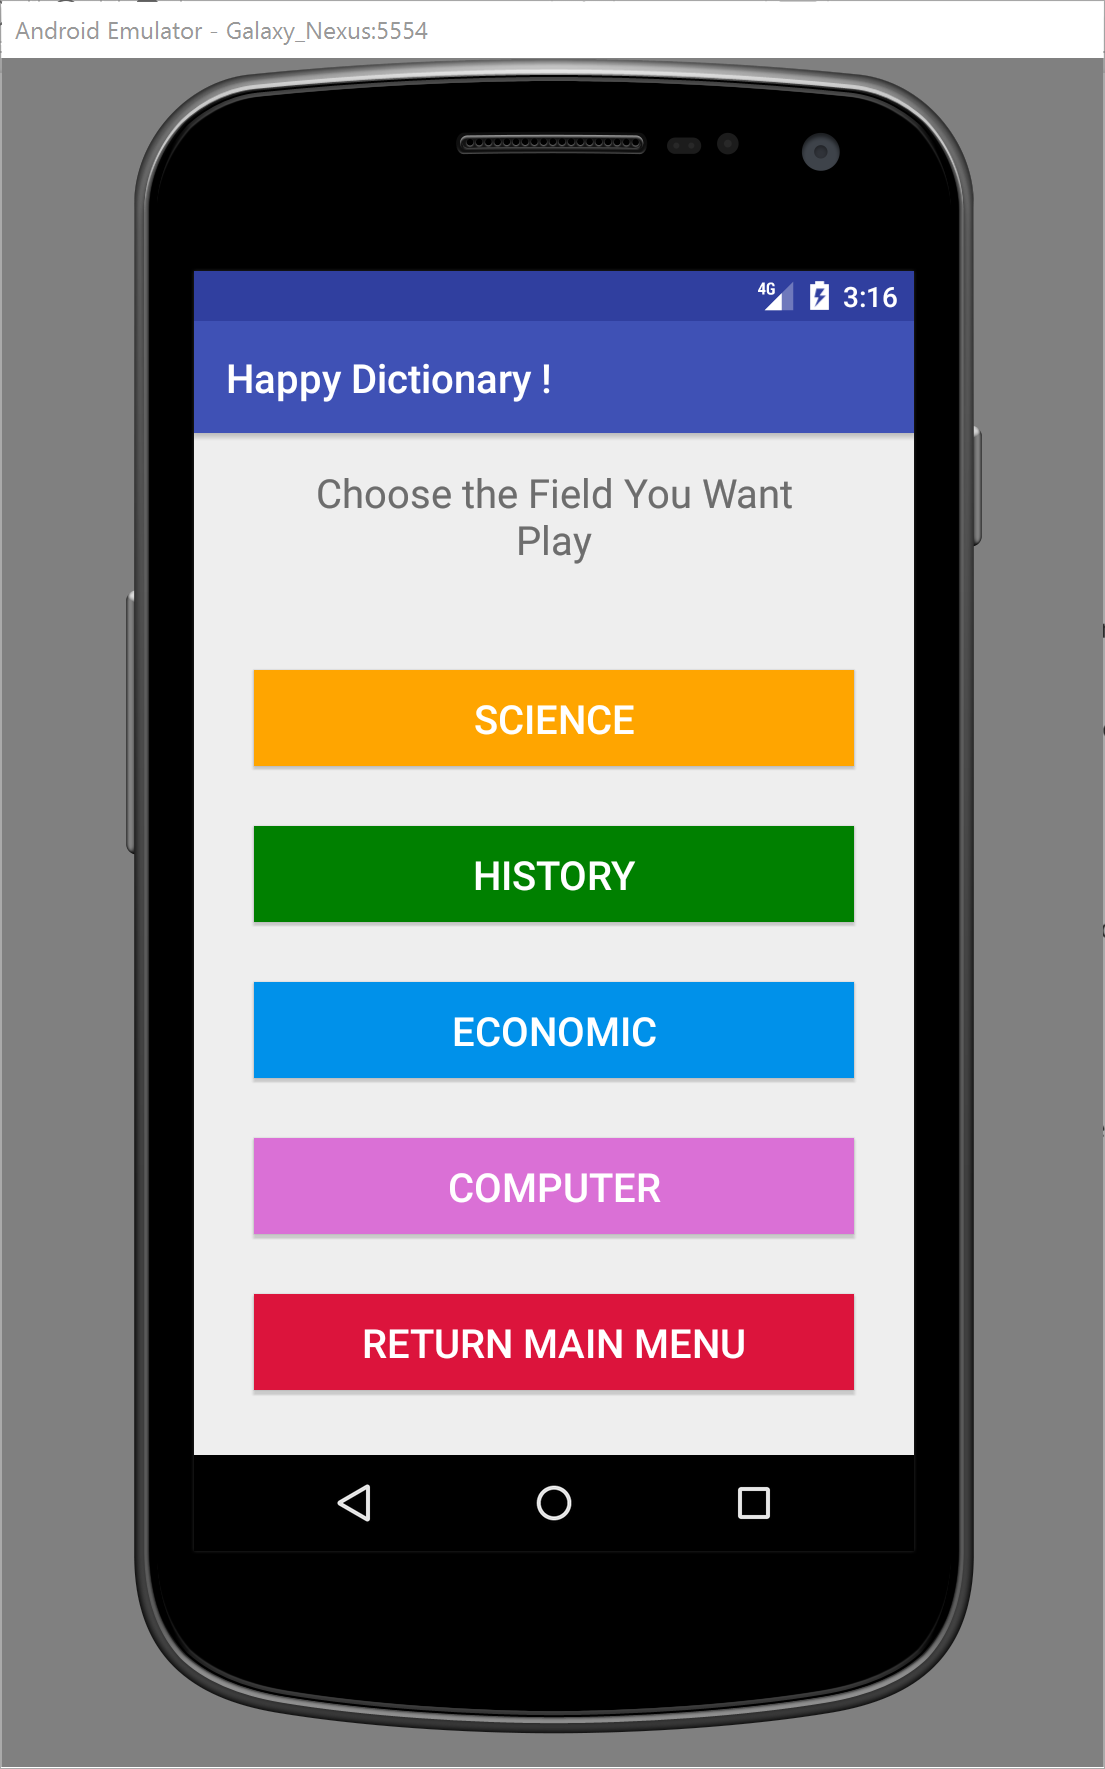 Android Emulator - Galaxy_Nexus:5554
4G 3:16
Happy Dictionary !
Choose the Field You Want
Play
SCIENCE
HISTORY
ECONOMIC
COMPUTER
RETURN MAIN MENU